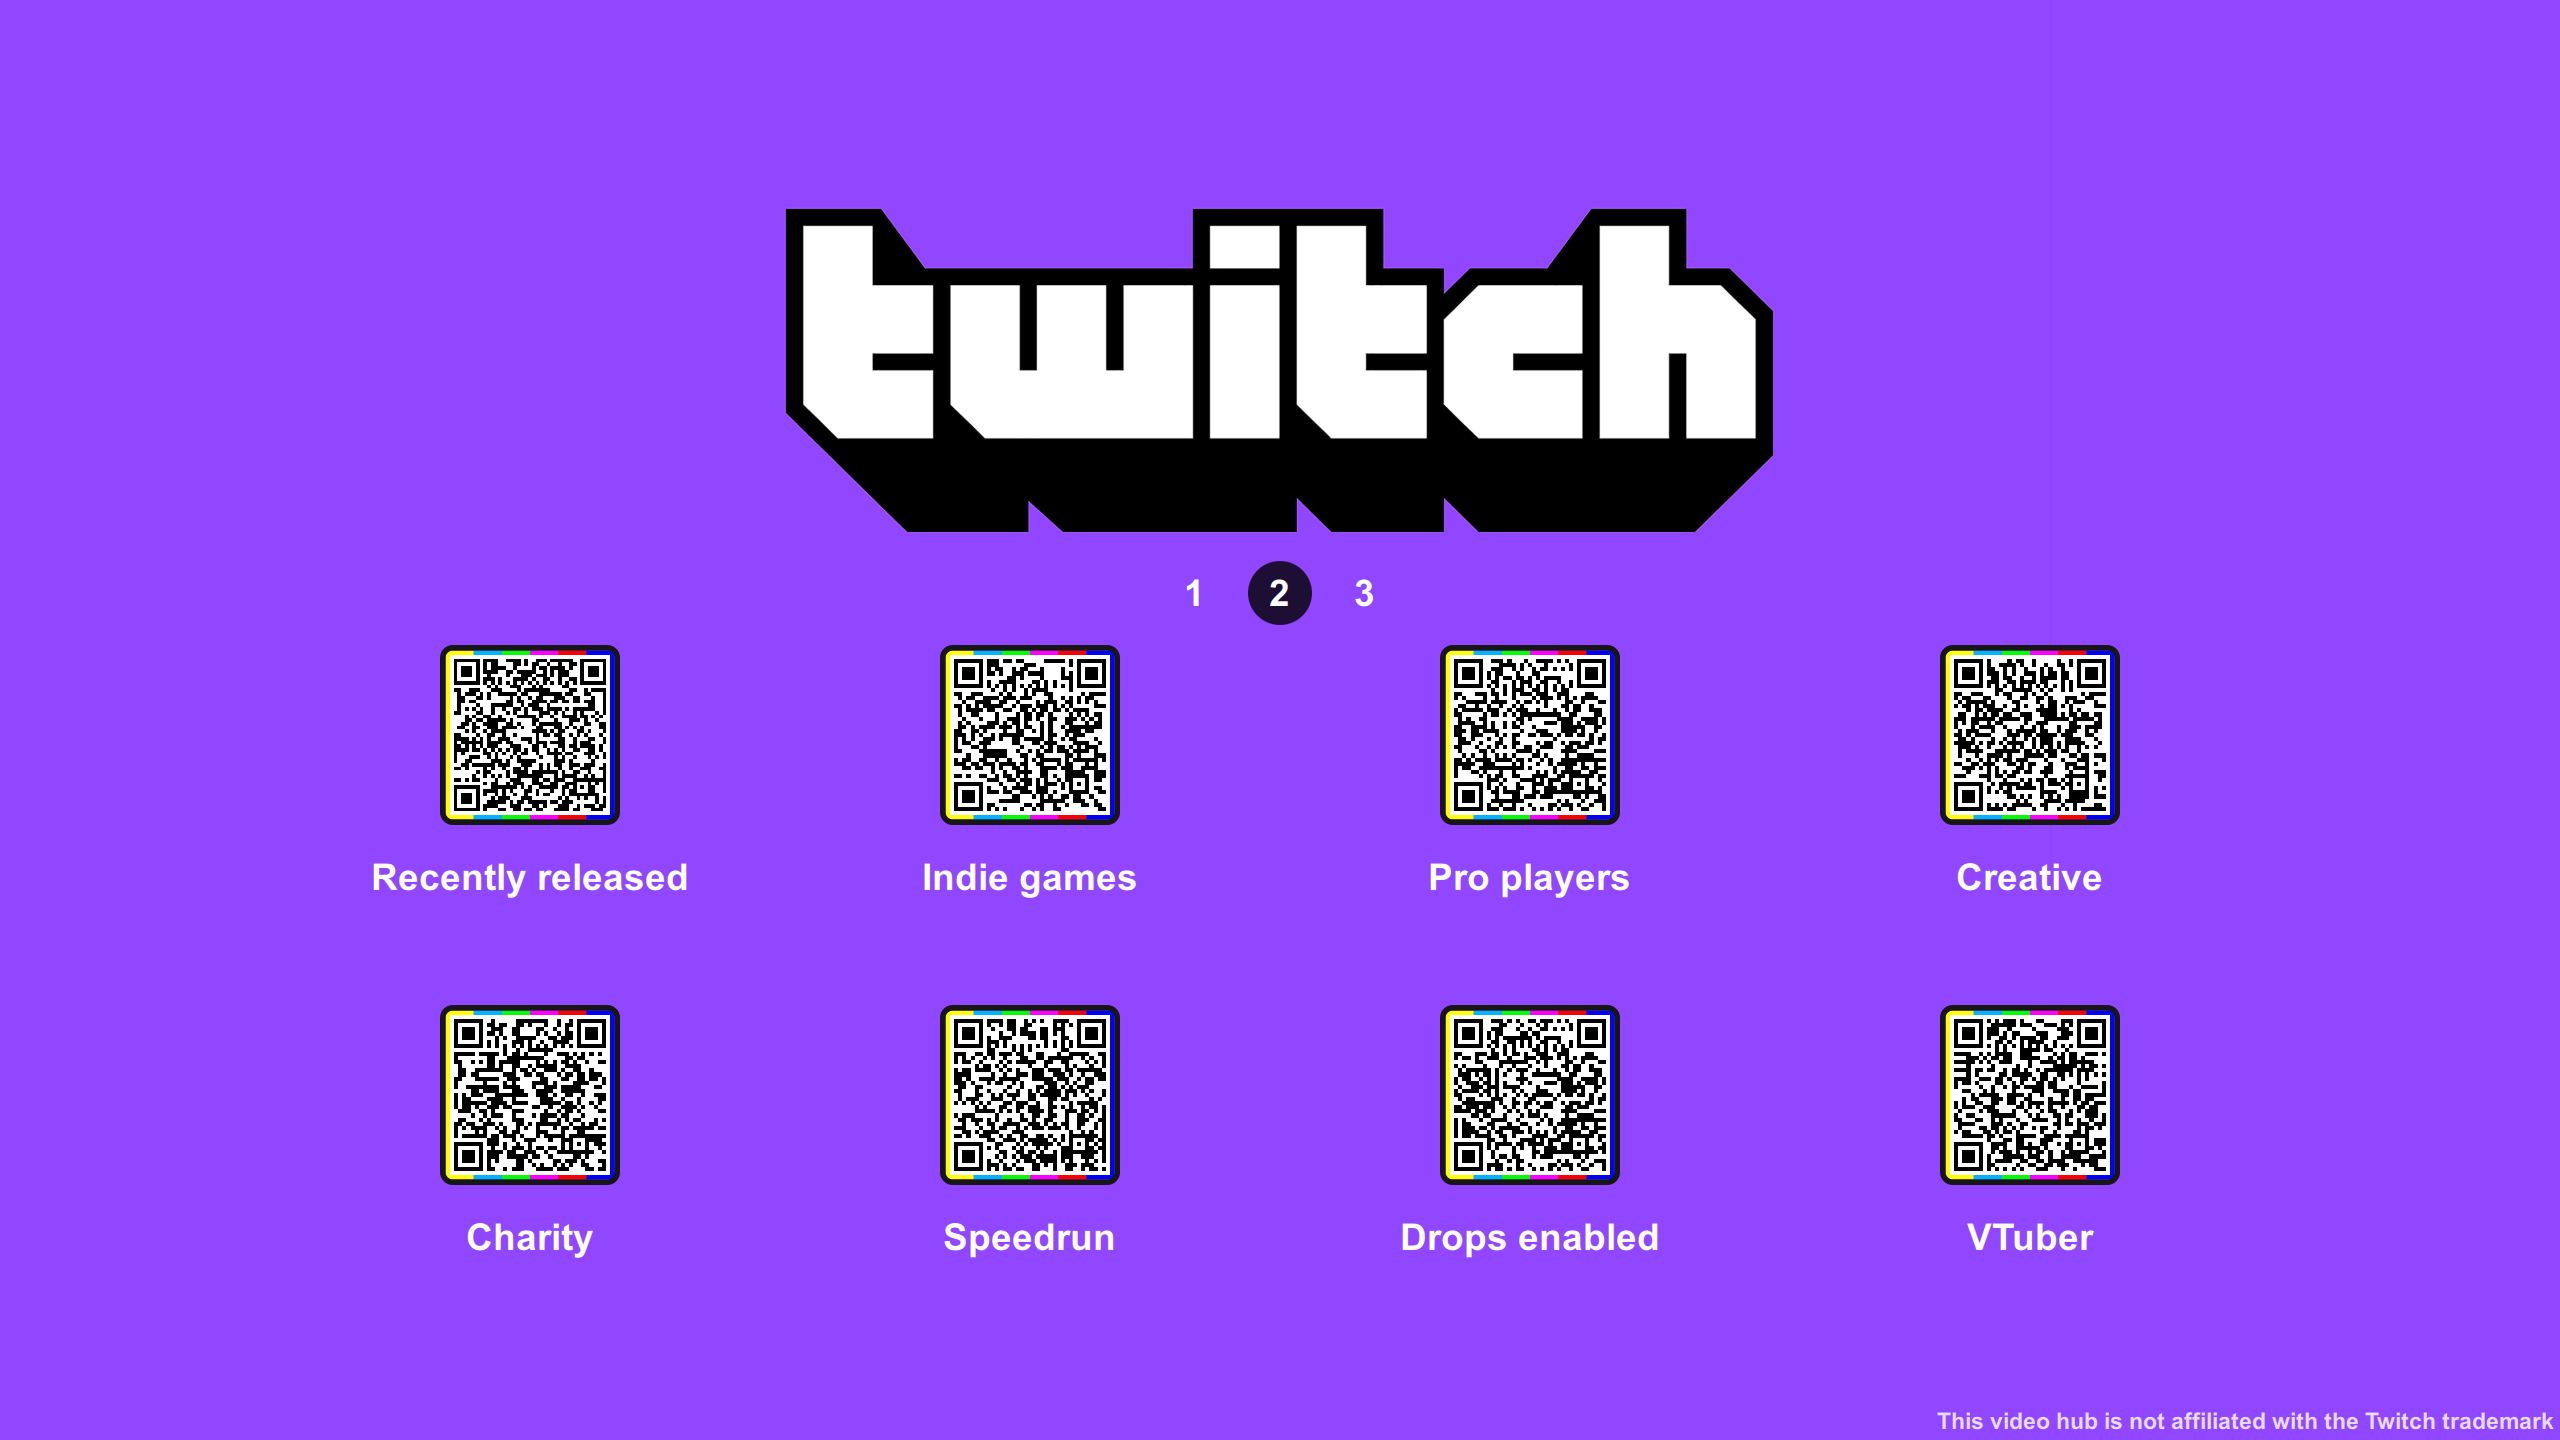 twitch
1 2 3
Recently released Indie games Pro players Creative
Charity Speedrun Drops enabled VTuber
This video hub is not affiliated with the Twitch trademark